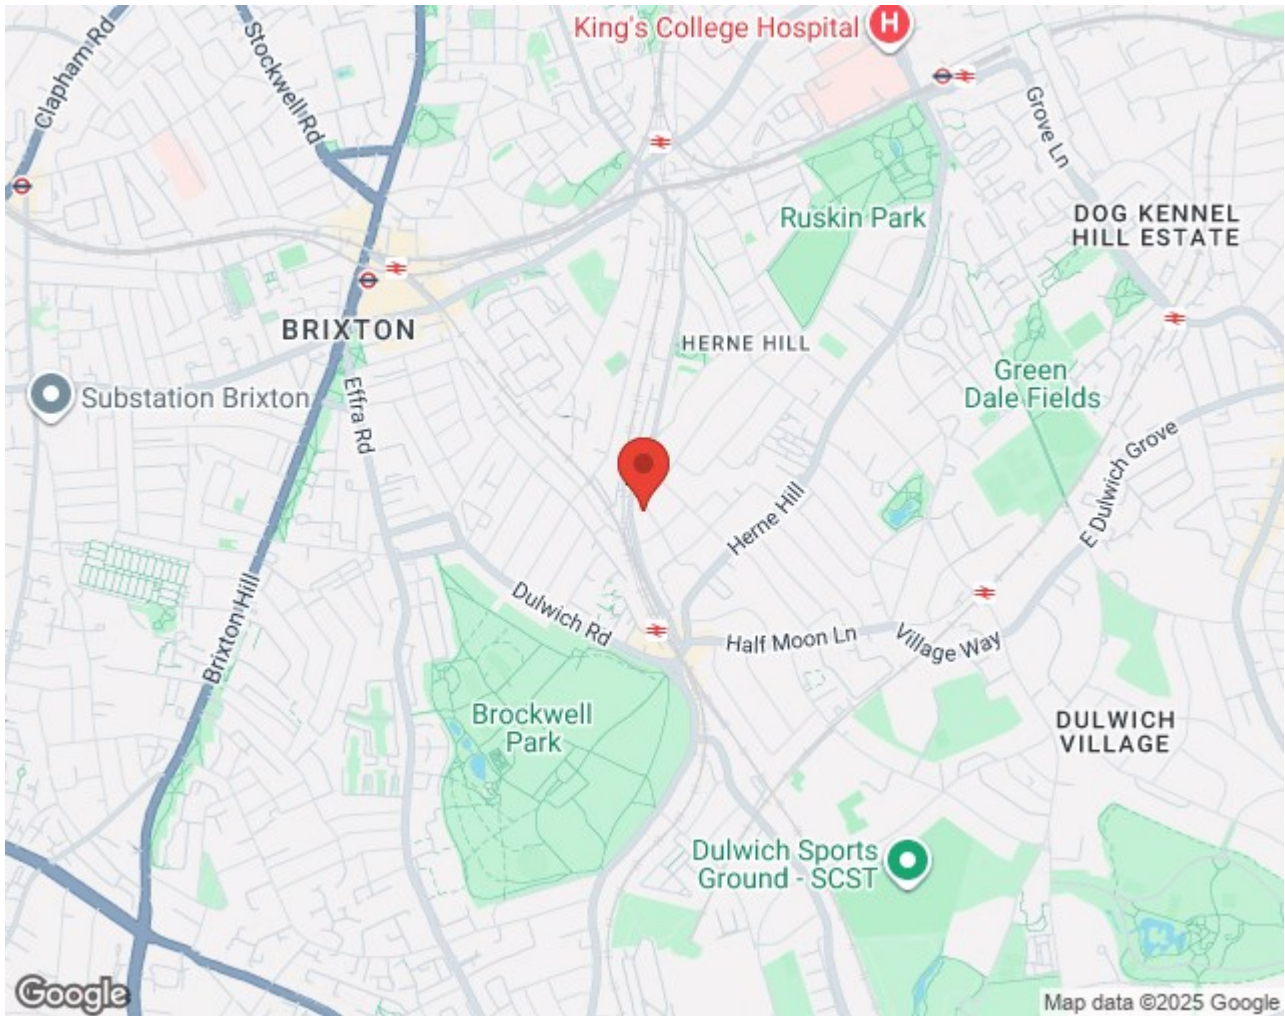 King's College Hospital
H
Clapham Rd
Stockwell Rd
Grove Ln
Ruskin Park
DOG KENNEL
HILL ESTATE
BRIXTON
HERNE HILL
Green
Dale Fields
Substation Brixton
Effra Rd
E Dulwich Grove
Herne Hill
Brixton Hill
Dulwich Rd
Half Moon Ln
Village Way
Brockwell
Park
DULWICH
VILLAGE
Dulwich Sports
Ground - SCST
Google
Map data ©2025 Google